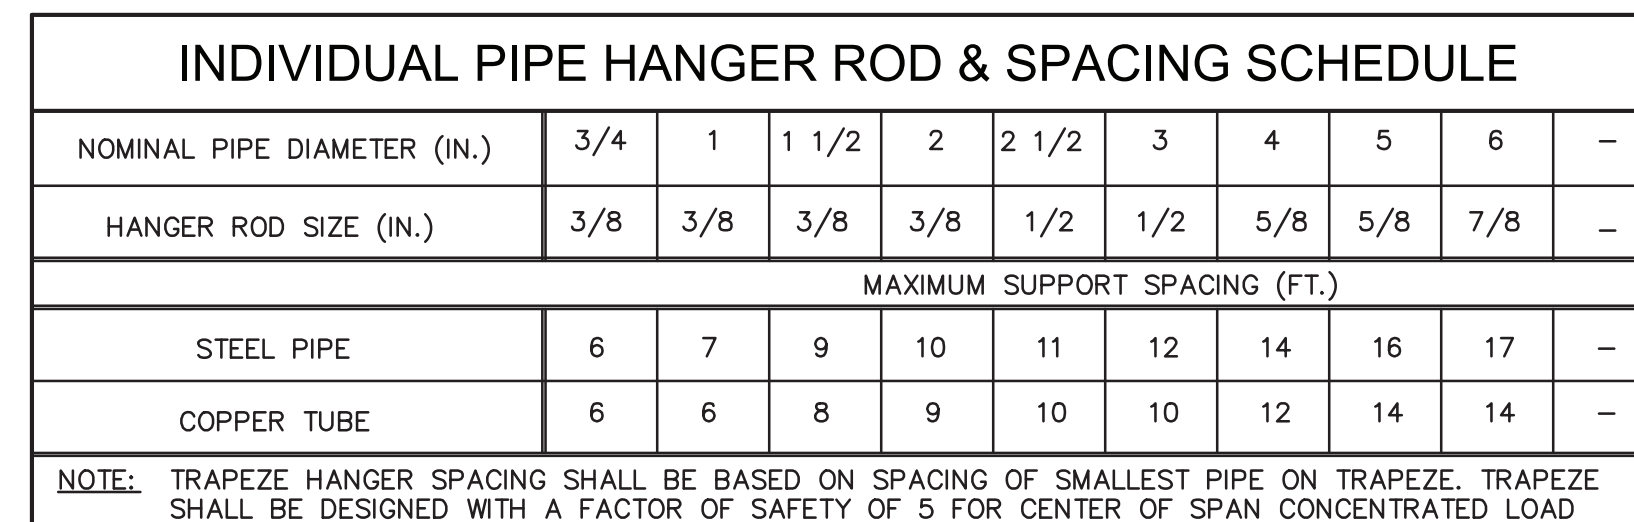 INDIVIDUAL PIPE HANGER ROD & SPACING SCHEDULE
NOMINAL PIPE DIAMETER (IN.) 3/4 1 1 1/2 2 2 1/2 3 4 5 6 –
HANGER ROD SIZE (IN.) 3/8 3/8 3/8 3/8 1/2 1/2 5/8 5/8 7/8 –
MAXIMUM SUPPORT SPACING (FT.)
STEEL PIPE 6 7 9 10 11 12 14 16 17 –
COPPER TUBE 6 6 8 9 10 10 12 14 14 –
NOTE: TRAPEZE HANGER SPACING SHALL BE BASED ON SPACING OF SMALLEST PIPE ON TRAPEZE. TRAPEZE
SHALL BE DESIGNED WITH A FACTOR OF SAFETY OF 5 FOR CENTER OF SPAN CONCENTRATED LOAD